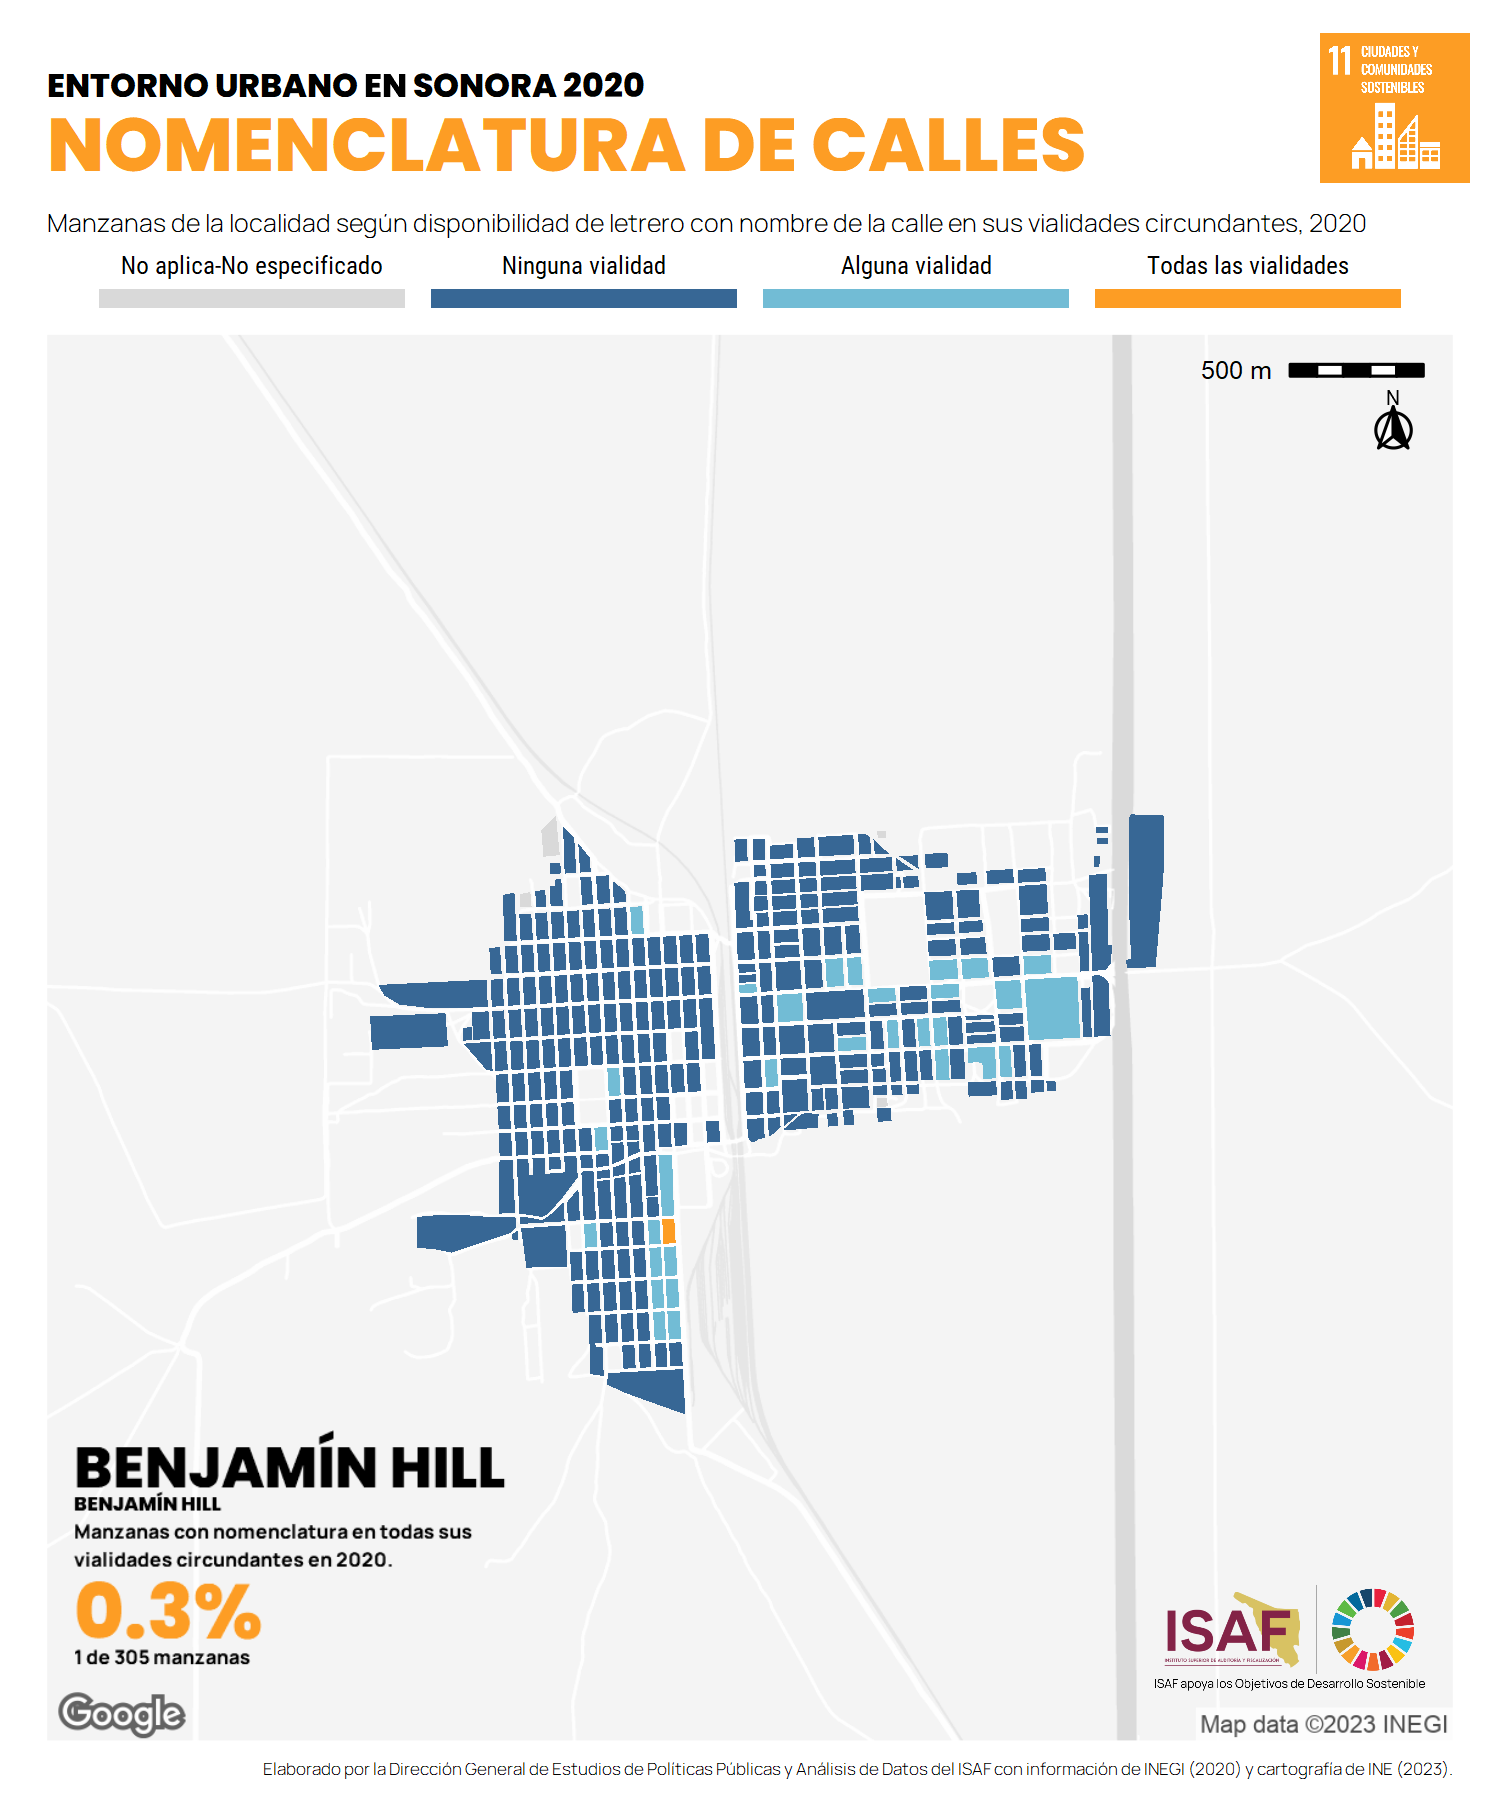 ENTORNO URBANO EN SONORA 2020
NOMENCLATURA DE CALLES
11 CIUDADES Y
COMUNIDADES
SOSTENIBLES
Manzanas de la localidad según disponibilidad de letrero con nombre de la calle en sus vialidades circundantes, 2020
No aplica-No especificado
Ninguna vialidad
Alguna vialidad
Todas las vialidades
500 m
N
BENJAMÍN HILL
BENJAMÍN HILL
Manzanas con nomenclatura en todas sus
vialidades circundantes en 2020.
0.3%
1 de 305 manzanas
Google
ISAF
INSTITUTO SUPERIOR DE AUDITORÍA Y FISCALIZACIÓN
ISAF apoya los Objetivos de Desarrollo Sostenible
Map data ©2023 INEGI
Elaborado por la Dirección General de Estudios de Políticas Públicas y Análisis de Datos del ISAF con información de INEGI (2020) y cartografía de INE (2023).